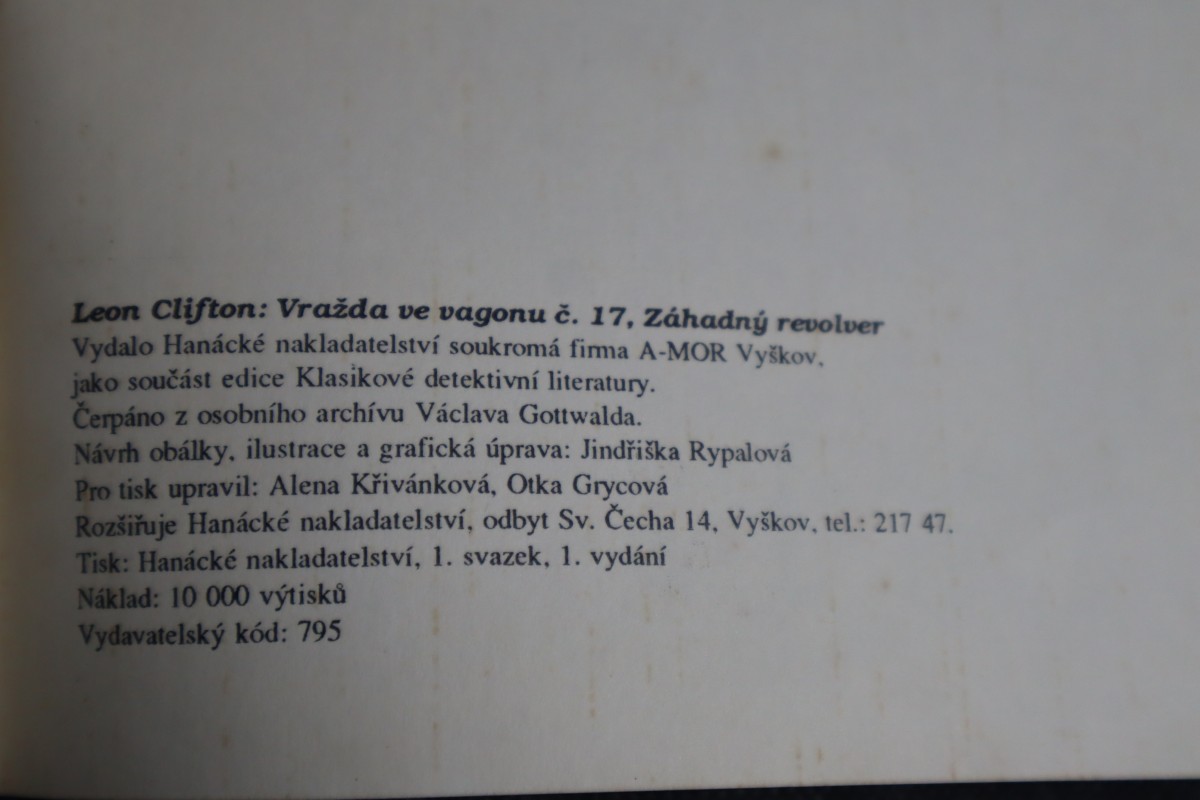 Leon Clifton: Vražda ve vagonu č. 17, Záhadný revolver
Vydalo Hanácké nakladatelství soukromá firma A-MOR Vyškov,
jako součást edice Klasikové detektivní literatury.
Čerpáno z osobního archívu Václava Gottwalda.
Návrh obálky, ilustrace a grafická úprava: Jindřiška Rypalová
Pro tisk upravil: Alena Křivánková, Otka Grycová
Rozšiřuje Hanácké nakladatelství, odbyt Sv. Čecha 14, Vyškov, tel.: 217 47.
Tisk: Hanácké nakladatelství, 1. svazek, 1. vydání
Náklad: 10 000 výtisků
Vydavatelský kód: 795